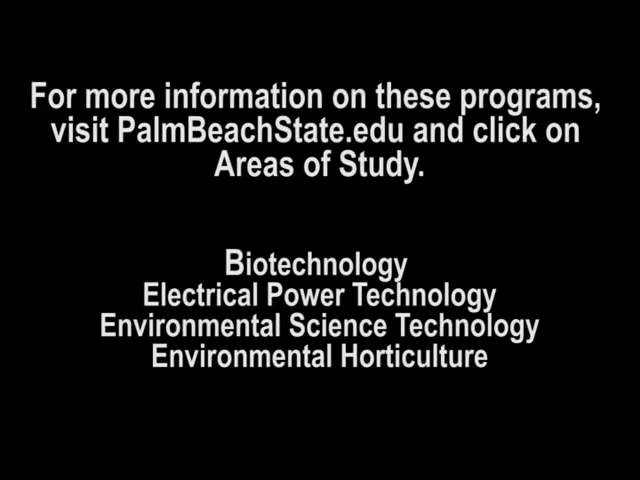 For more information on these programs,
visit PalmBeachState.edu and click on
Areas of Study.
Biotechnology
Electrical Power Technology
Environmental Science Technology
Environmental Horticulture